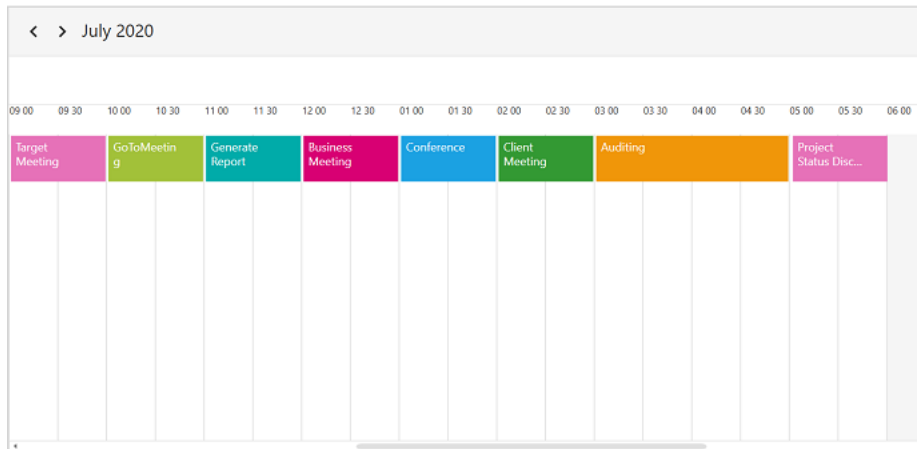 July 2020
09 00 09 30 10 00 10 30 11 00 11 30 12 00 12 30 01 00 01 30 02 00 02 30 03 00 03 30 04 00 04 30 05 00 05 30 06 00
Target
Meeting
GoToMeetin
g
Generate
Report
Business
Meeting
Conference
Client
Meeting
Auditing
Project
Status Disc...